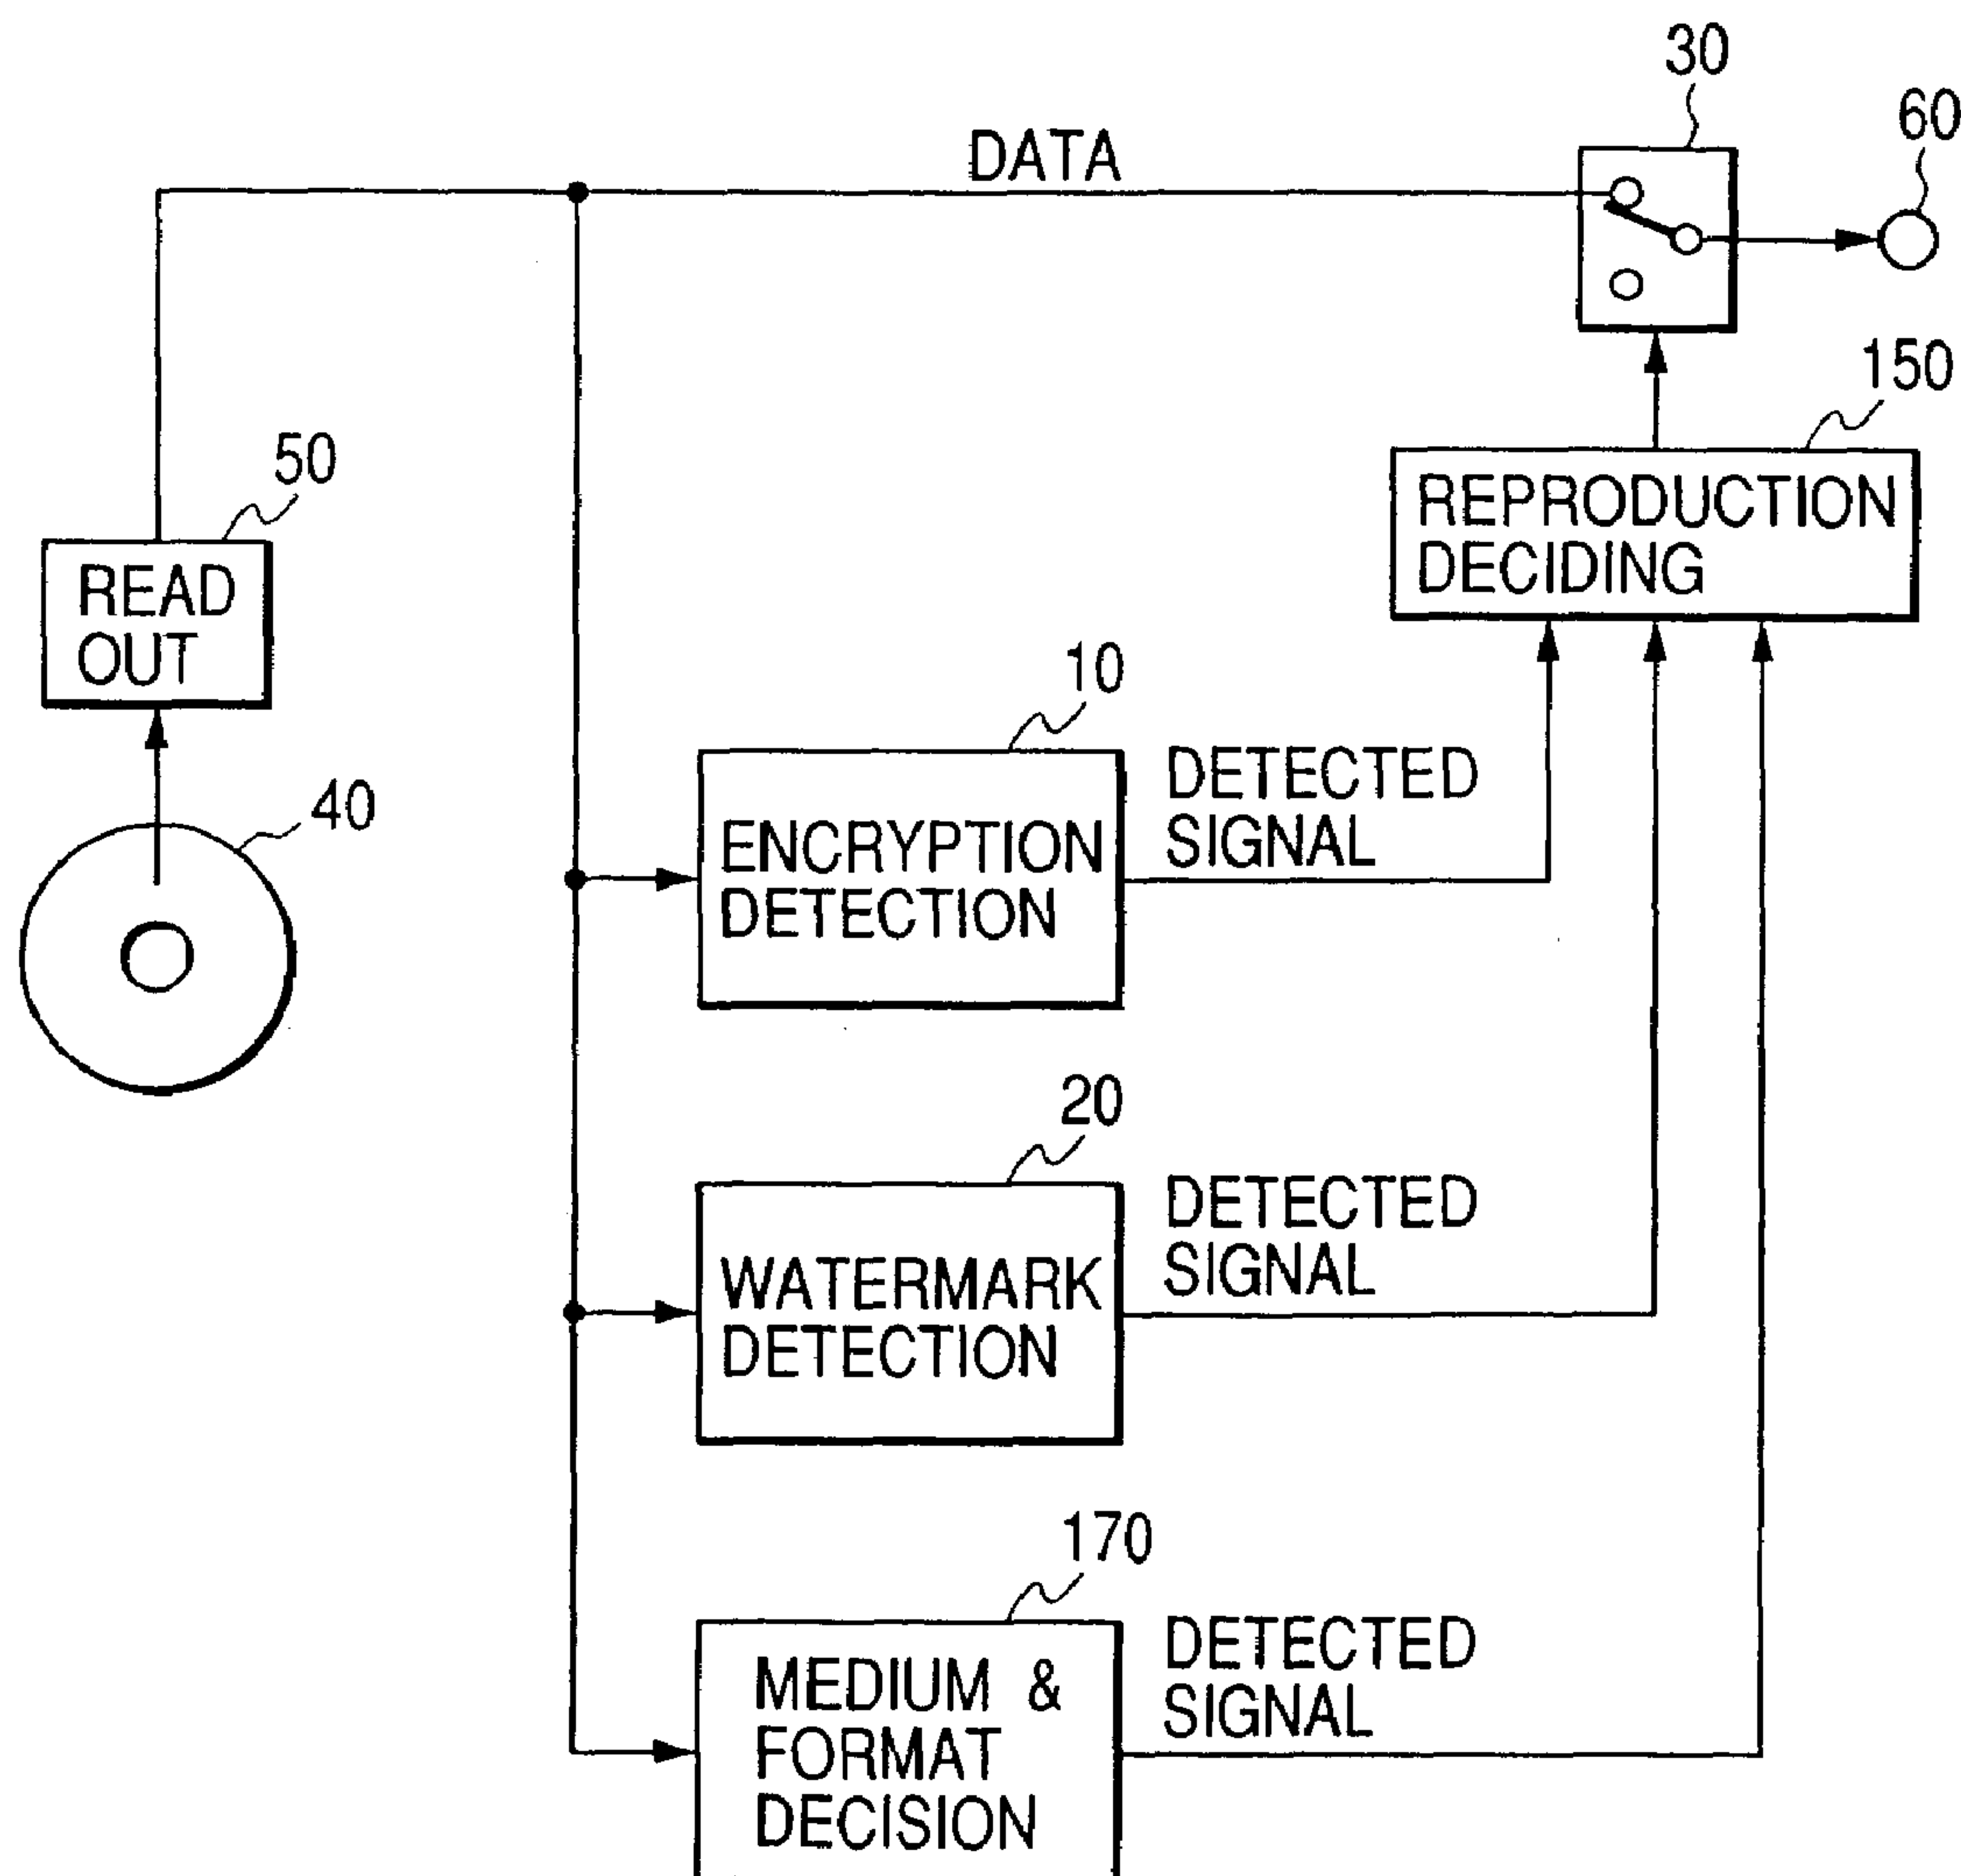 30
60
DATA
150
50
REPRODUCTION
DECIDING
READ
OUT
10
40
DETECTED
SIGNAL
ENCRYPTION
DETECTION
20
DETECTED
SIGNAL
WATERMARK
DETECTION
170
DETECTED
SIGNAL
MEDIUM &
FORMAT
DECISION